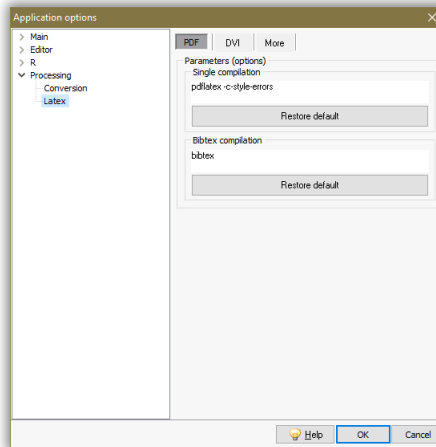 Application options
Main
Editor
R
Processing
Conversion
Latex
PDF DVI More
Parameters (options)
Single compilation
pdflatex -c-style-errors
Restore default
Bibtex compilation
bibtex
Restore default
Help OK Cancel